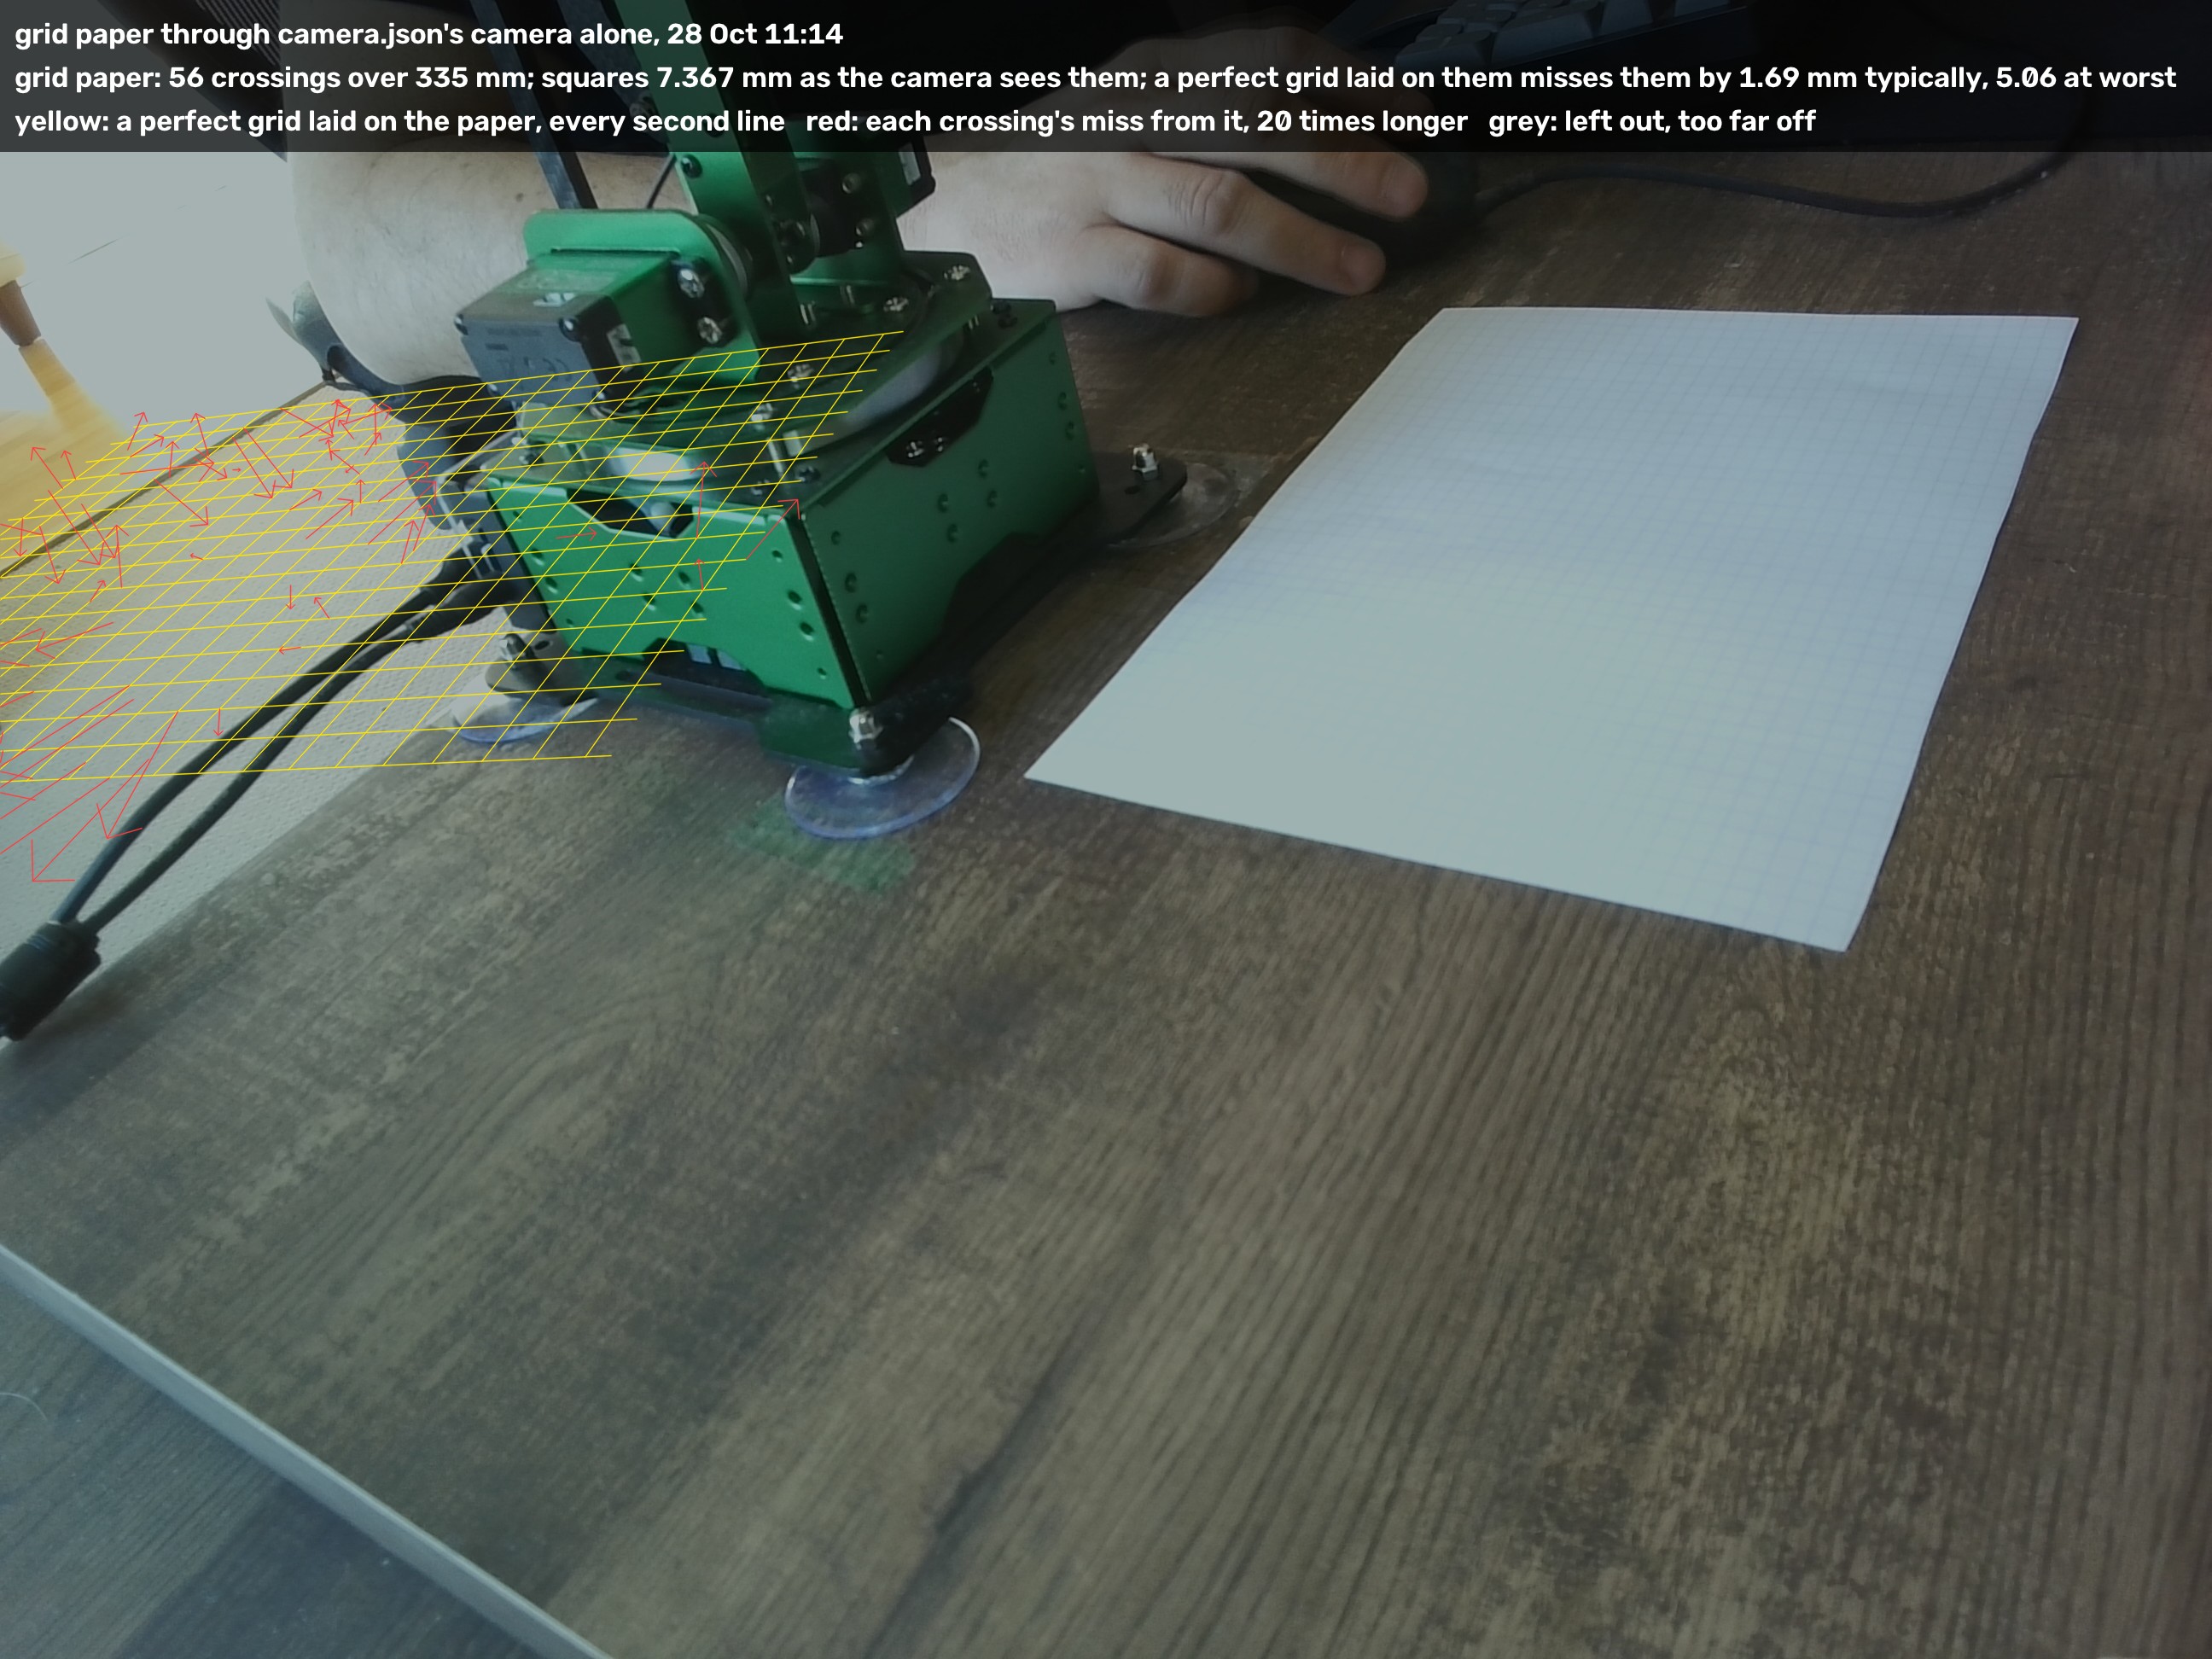 grid paper through camera.json's camera alone, 28 Oct 11:14
grid paper: 56 crossings over 335 mm; squares 7.367 mm as the camera sees them; a perfect grid laid on them misses them by 1.69 mm typically, 5.06 at worst
yellow: a perfect grid laid on the paper, every second line   red: each crossing's miss from it, 20 times longer   grey: left out, too far off